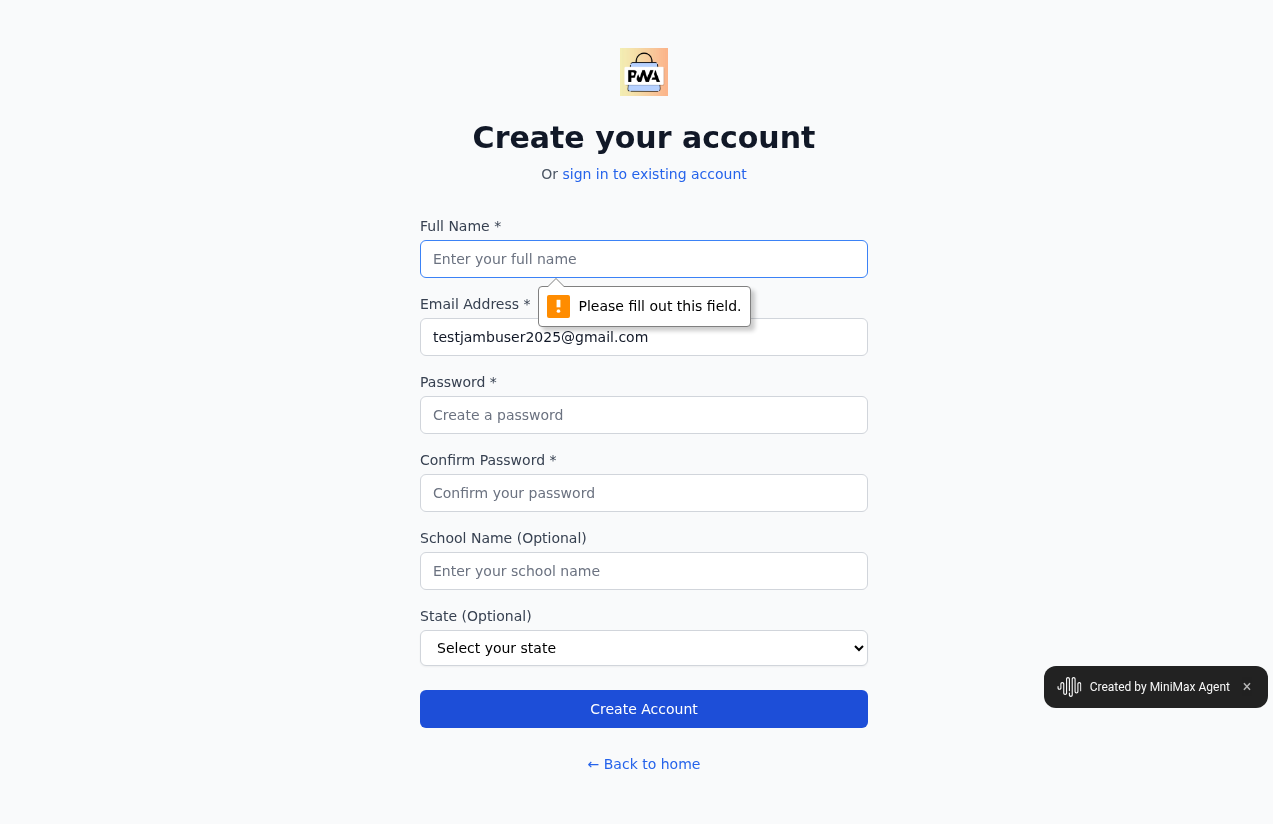 PWA
Create your account
Or sign in to existing account
Full Name *
Enter your full name
Please fill out this field.
Email Address *
testjambuser2025@gmail.com
Password *
Create a password
Confirm Password *
Confirm your password
School Name (Optional)
Enter your school name
State (Optional)
Select your state
Created by MiniMax Agent ×
Create Account
← Back to home